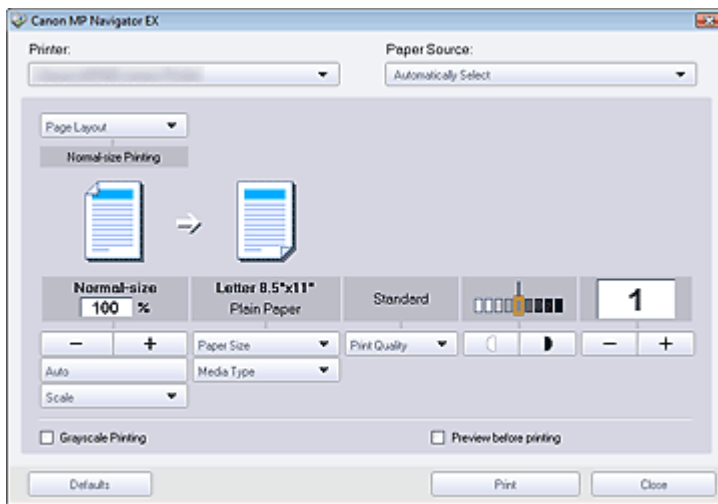 Canon MP Navigator EX
Printer:
Paper Source:
Automatically Select
Page Layout
Normal-size Printing
Normal-size
100 %
Letter 8.5"x11"
Plain Paper
Standard
1
- +
Paper Size
Print Quality
- +
Auto
Media Type
Scale
Grayscale Printing
Preview before printing
Defaults
Print
Close